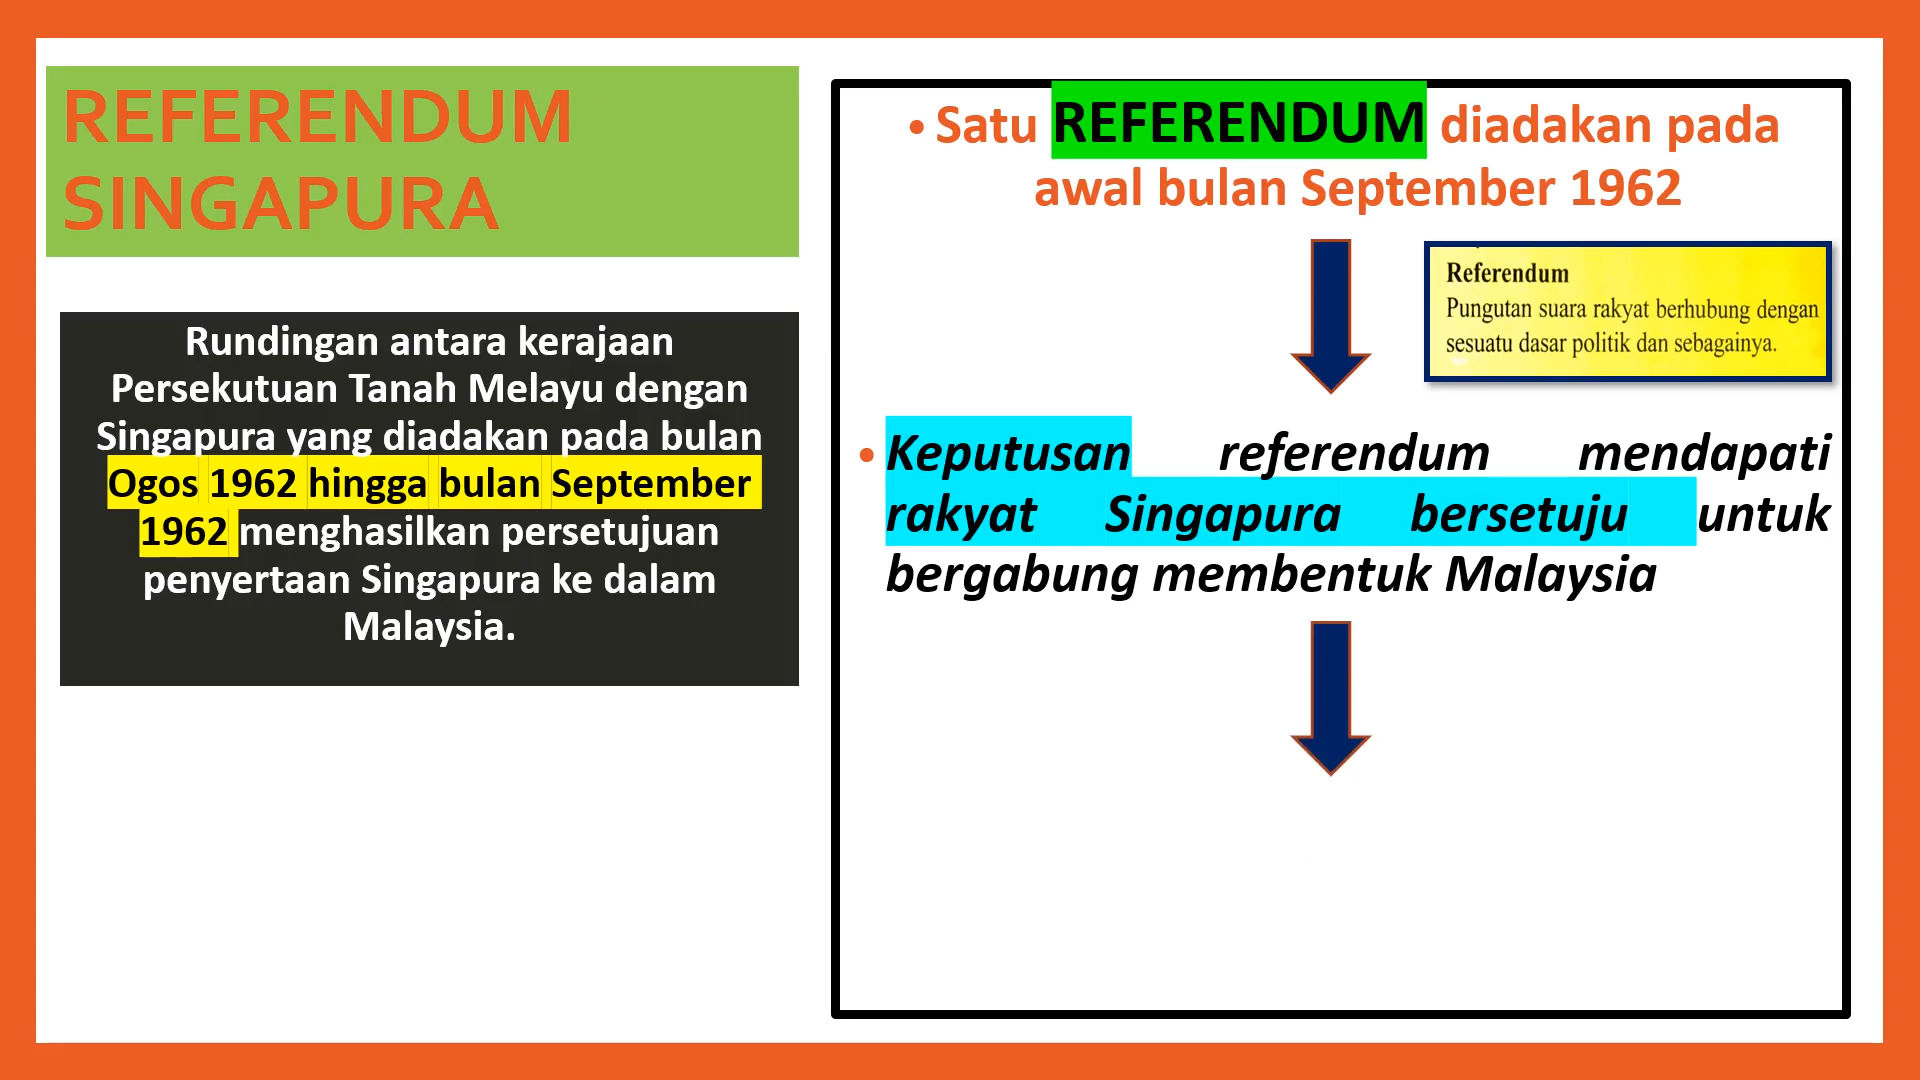 REFERENDUM
SINGAPURA
Rundingan antara kerajaan
Persekutuan Tanah Melayu dengan
Singapura yang diadakan pada bulan
Ogos 1962 hingga bulan September
1962 menghasilkan persetujuan
penyertaan Singapura ke dalam
Malaysia.
• Satu REFERENDUM diadakan pada
awal bulan September 1962
Referendum
Pungutan suara rakyat berhubung dengan
sesuatu dasar politik dan sebagainya.
• Keputusan referendum mendapati
rakyat Singapura bersetuju untuk
bergabung membentuk Malaysia